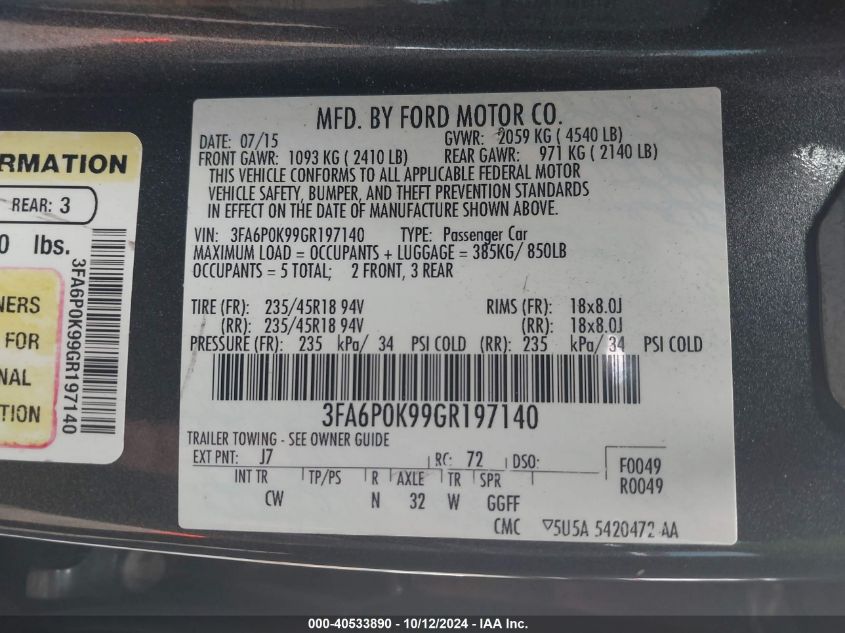 RMATION
REAR: 3
0 lbs.
NERS
FOR
NAL
TION
3FA6P0K99GR197140
MFD. BY FORD MOTOR CO.
DATE: 07/15 GVWR: 2059 KG ( 4540 LB)
FRONT GAWR: 1093 KG ( 2410 LB) REAR GAWR: 971 KG ( 2140 LB)
THIS VEHICLE CONFORMS TO ALL APPLICABLE FEDERAL MOTOR
VEHICLE SAFETY, BUMPER, AND THEFT PREVENTION STANDARDS
IN EFFECT ON THE DATE OF MANUFACTURE SHOWN ABOVE.
VIN: 3FA6P0K99GR197140 TYPE: Passenger Car
MAXIMUM LOAD = OCCUPANTS + LUGGAGE = 385KG/ 850LB
OCCUPANTS = 5 TOTAL; 2 FRONT, 3 REAR
TIRE (FR): 235/45R18 94V RIMS (FR): 18x8.0J
(RR): 235/45R18 94V (RR): 18x8.0J
PRESSURE (FR): 235 kPa/ 34 PSI COLD (RR): 235 kPa/ 34 PSI COLD
3FA6P0K99GR197140
TRAILER TOWING - SEE OWNER GUIDE
EXT PNT: J7 RC: 72 DSO: F0049
INT TR TP/PS R AXLE TR SPR R0049
CW N 32 W GGFF
CMC ▽5U5A 5420472 AA
000-40533890 - 10/12/2024 - IAA Inc.